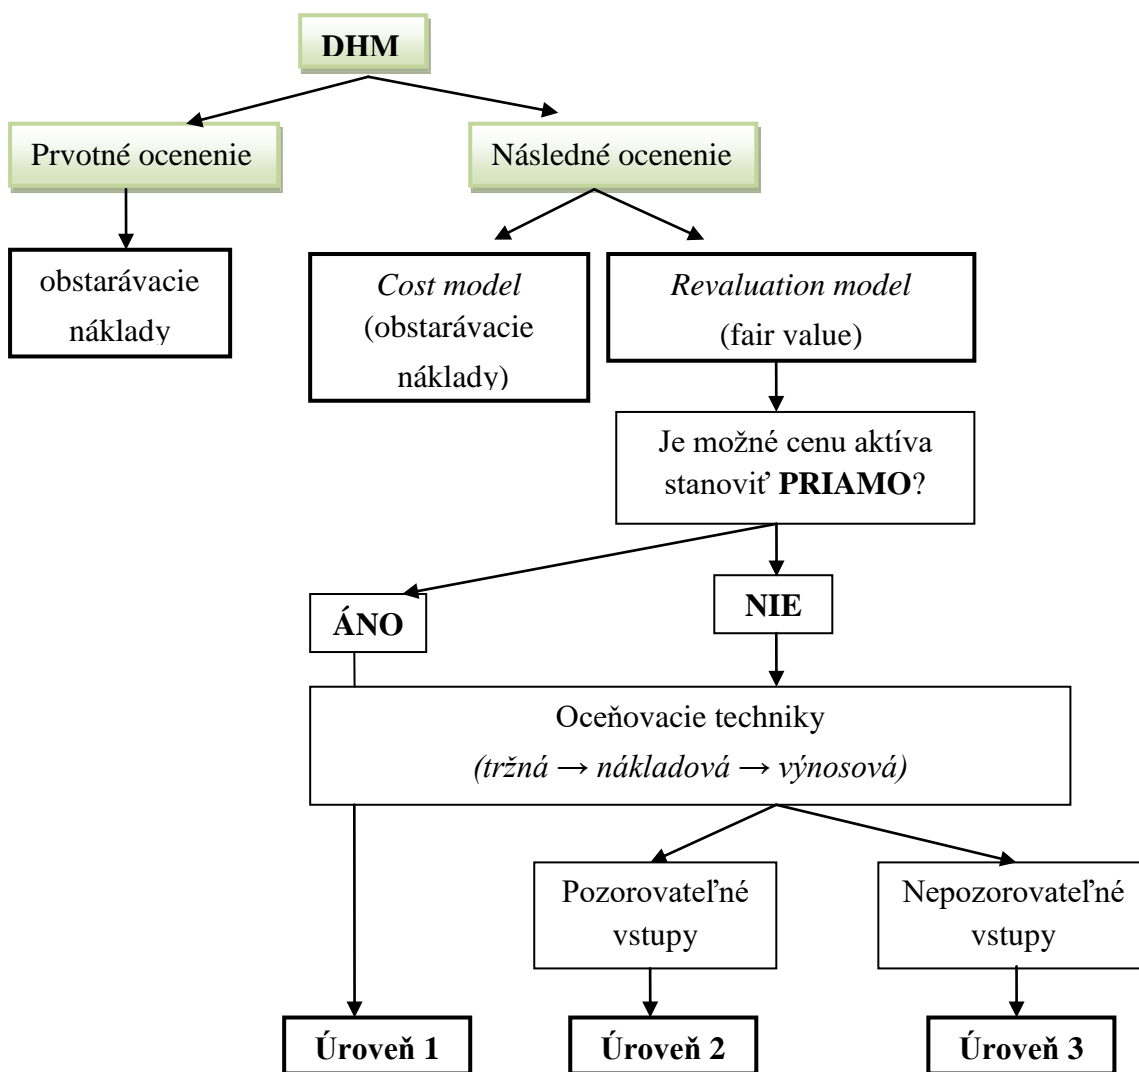 DHM
Prvotné ocenenie
Následné ocenenie
obstarávacie
náklady
Cost model
(obstarávacie
náklady)
Revaluation model
(fair value)
Je možné cenu aktíva
stanoviť PRIAMO?
ÁNO
NIE
Oceňovacie techniky
(tržná → nákladová → výnosová)
Pozorovateľné
vstupy
Nepozorovateľné
vstupy
Úroveň 1
Úroveň 2
Úroveň 3